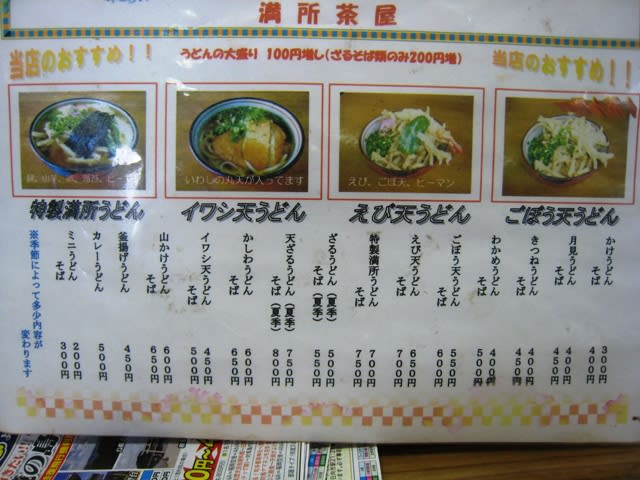 満所茶屋
当店のおすすめ！！
うどんの大盛り 100円増し(ざるそば類のみ200円増)
当店のおすすめ！！
いわしの丸天が入ってます
えび、ごぼ天、ピーマン
特製満所うどん
イワシ天うどん
えび天うどん
ごぼう天うどん
かけうどん 300円
そば 400円
月見うどん 400円
そば 400円
きつねうどん 450円
そば 400円
わかめうどん 400円
そば 500円
ごぼう天うどん 550円
そば 600円
えび天うどん 650円
そば 700円
特製満所うどん 700円
そば 750円
ざるうどん(夏季) 500円
そば(夏季) 550円
天ざるうどん(夏季) 750円
そば(夏季) 800円
かしわうどん 600円
そば 650円
イワシ天うどん 450円
そば 500円
山かけうどん 600円
そば 650円
釜揚げうどん 450円
カレーうどん 500円
ミニうどん 200円
そば 300円
※季節によって多少内容が
変わります